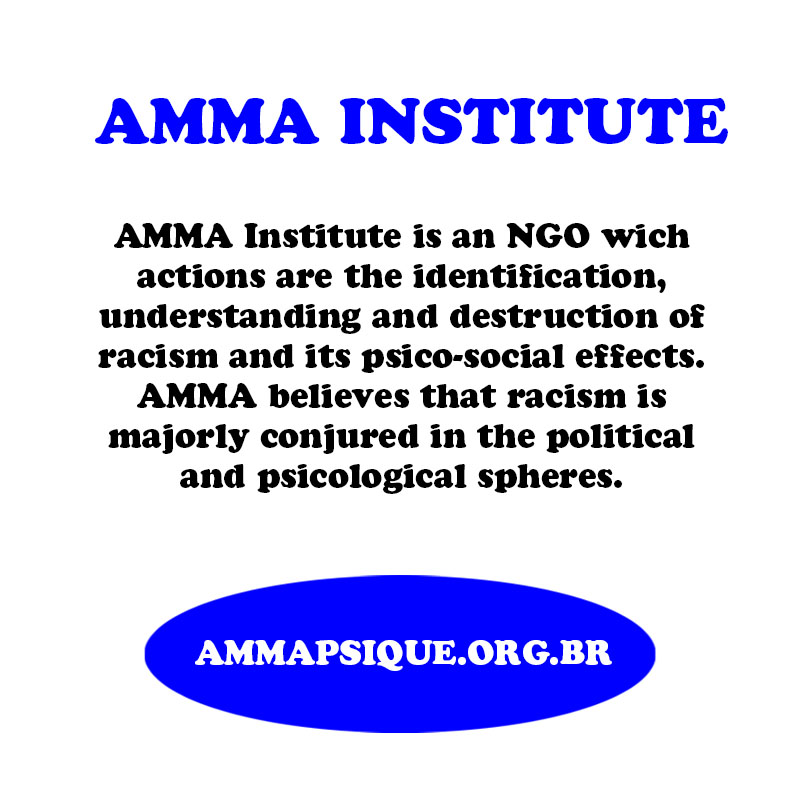 AMMA INSTITUTE
AMMA Institute is an NGO wich
actions are the identification,
understanding and destruction of
racism and its psico-social effects.
AMMA believes that racism is
majorly conjured in the political
and psicological spheres.
AMMAPSIQUE.ORG.BR